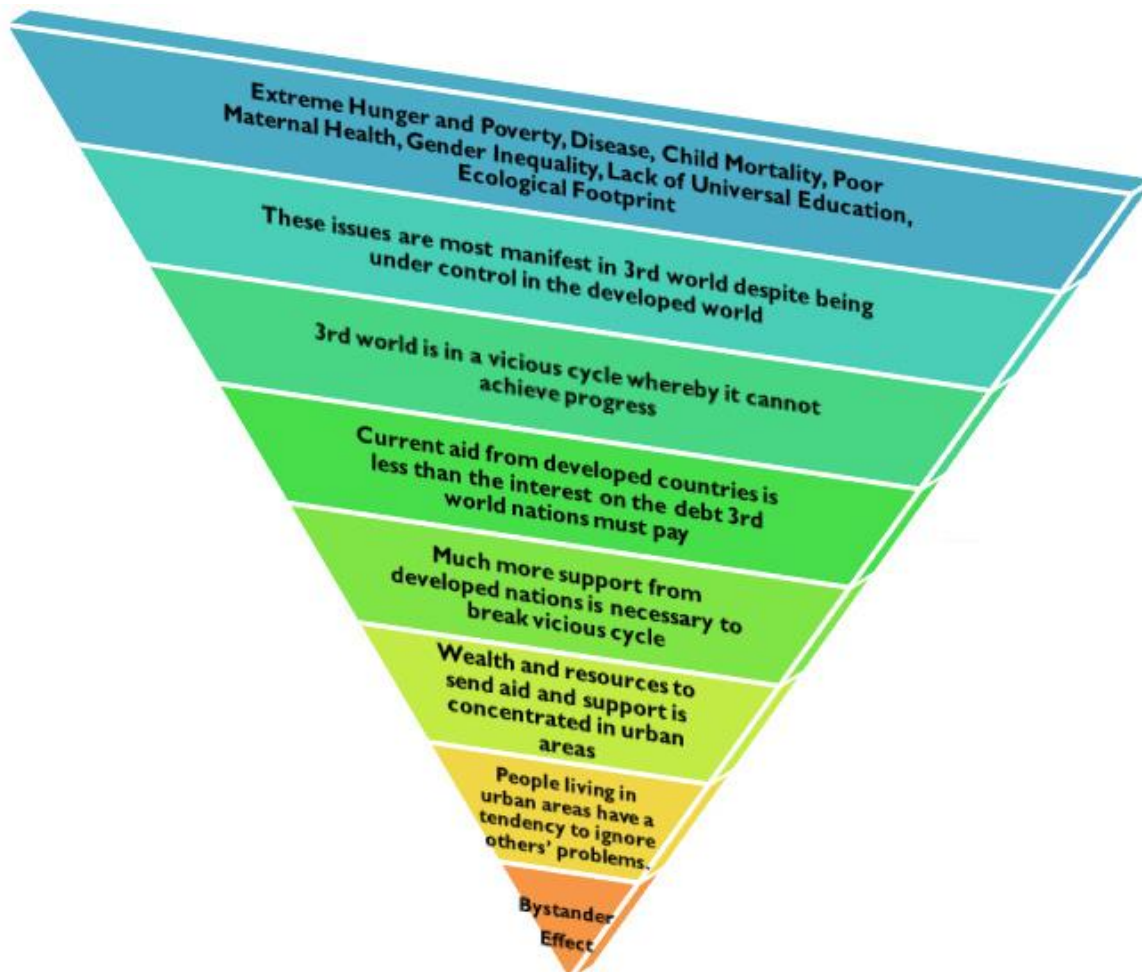 Extreme Hunger and Poverty, Disease, Child Mortality, Poor
Maternal Health, Gender Inequality, Lack of Universal Education,
Ecological Footprint
These issues are most manifest in 3rd world despite being
under control in the developed world
3rd world is in a vicious cycle whereby it cannot
achieve progress
Current aid from developed countries is
less than the interest on the debt 3rd
world nations must pay
Much more support from
developed nations is necessary to
break vicious cycle
Wealth and resources to
send aid and support is
concentrated in urban
areas
People living in
urban areas have a
tendency to ignore
others' problems.
Bystander
Effect